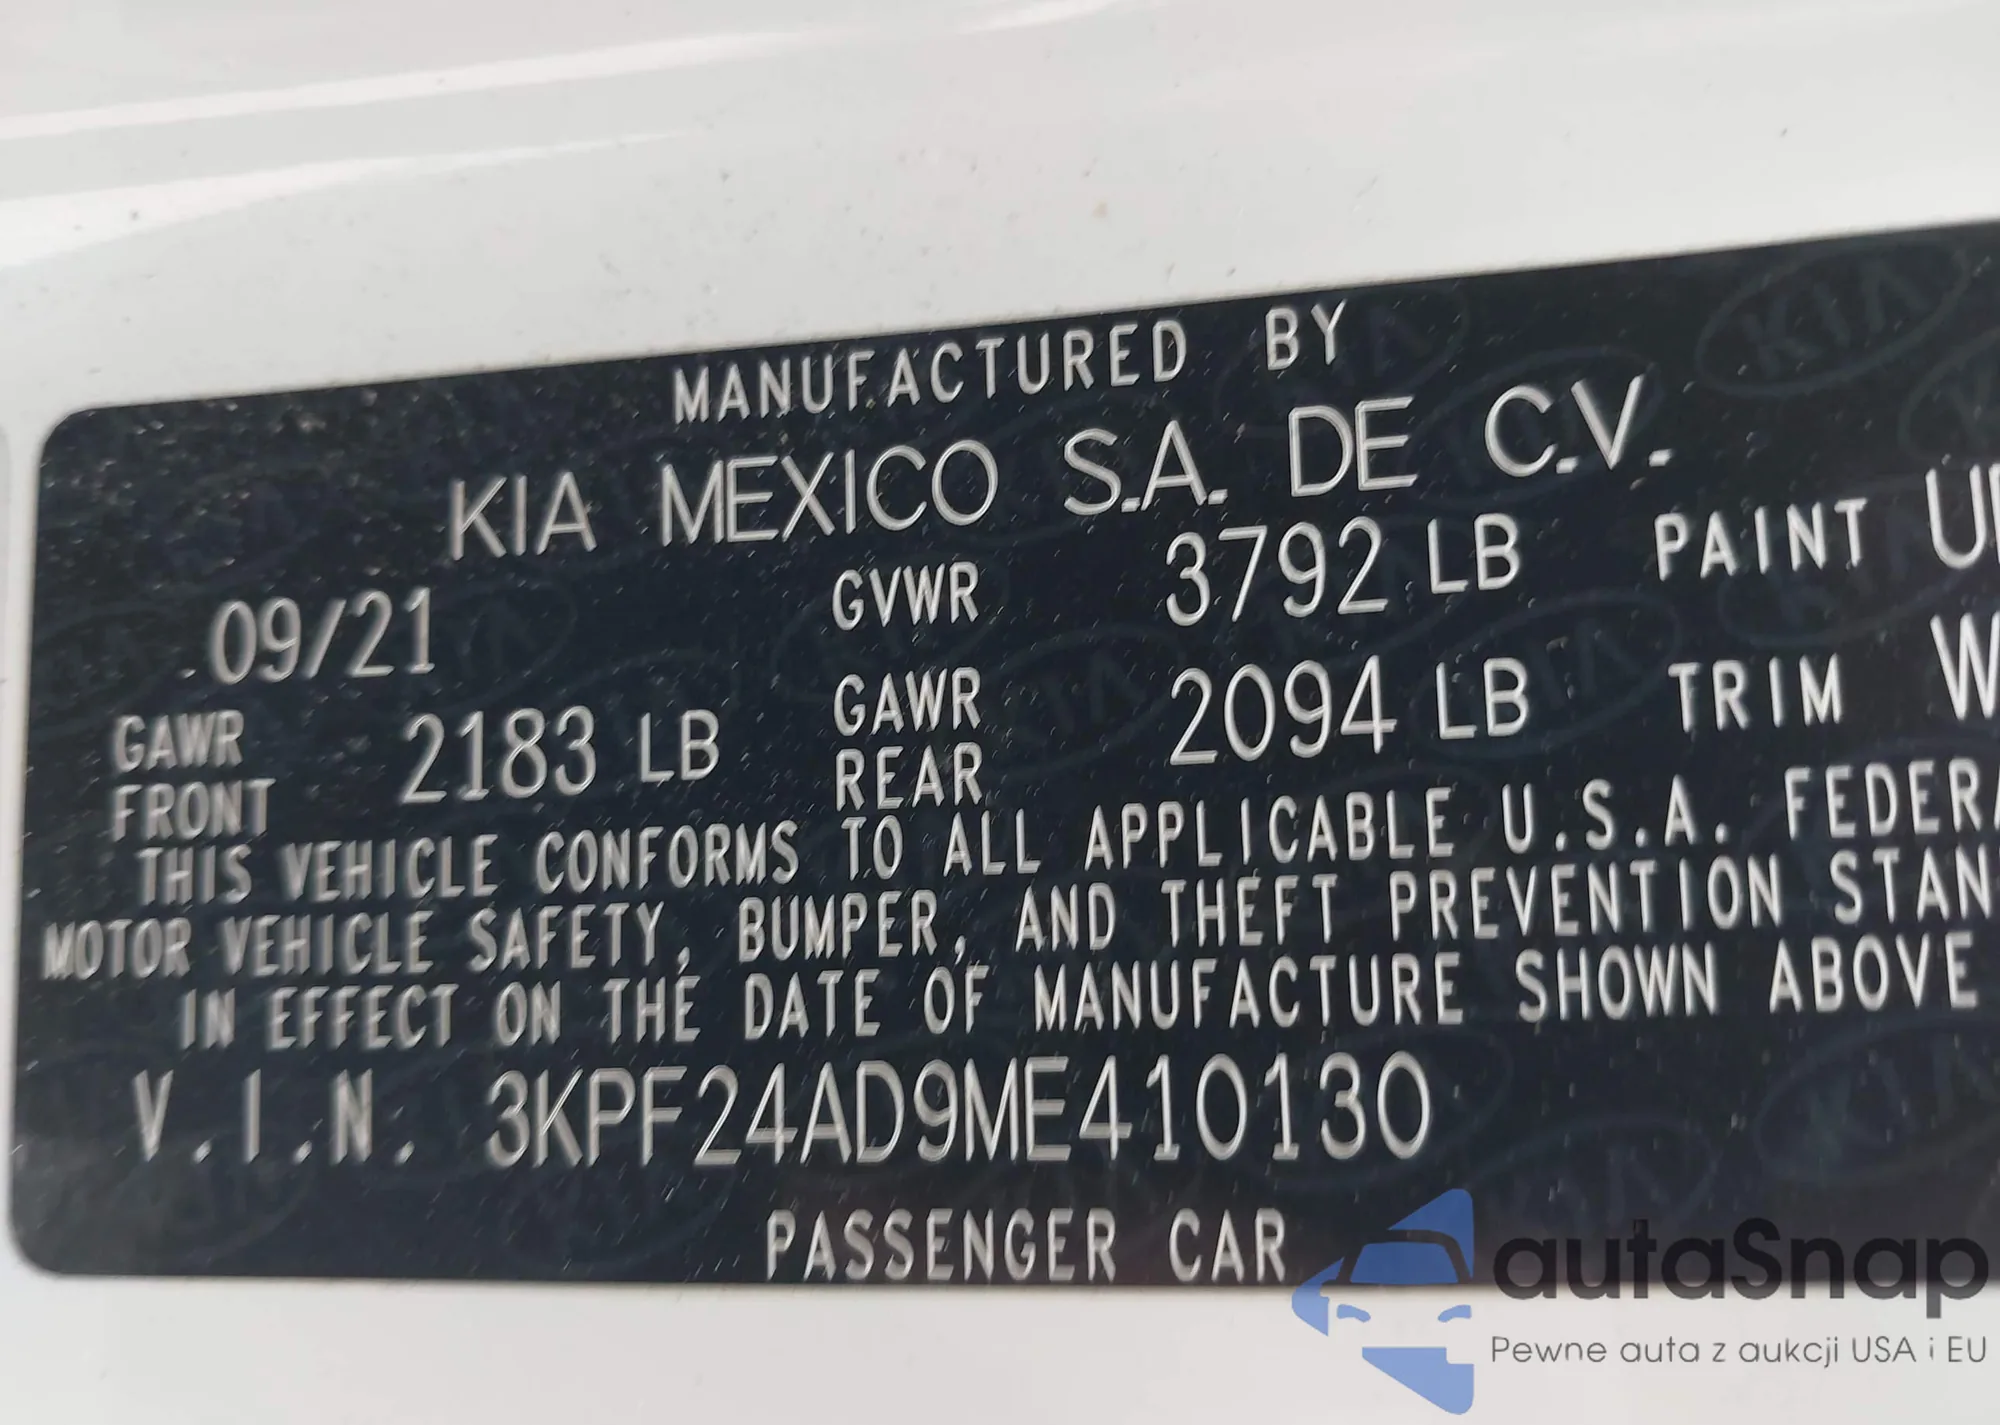 MANUFACTURED BY
KIA MEXICO S.A. DE C.V.
09/21 GVWR 3792 LB PAINT
GAWR FRONT 2183 LB GAWR REAR 2094 LB TRIM
THIS VEHICLE CONFORMS TO ALL APPLICABLE U.S.A.
MOTOR VEHICLE SAFETY, BUMPER, AND THEFT PREVENTION
IN EFFECT ON THE DATE OF MANUFACTURE SHOWN ABOVE
V.I.N. 3KPF24AD9ME410130
PASSENGER CAR
autaSnap
Pewne auta z aukcji USA i EU